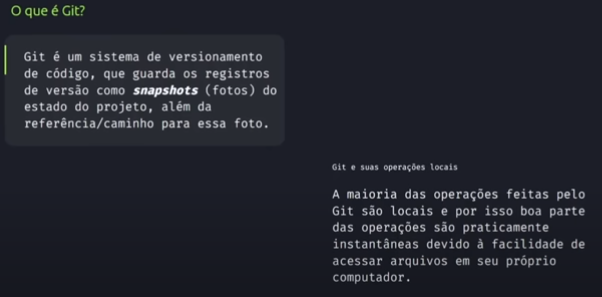 O que é Git?
Git é um sistema de versionamento
de código, que guarda os registros
de versão como snapshots (fotos) do
estado do projeto, além da
referência/caminho para essa foto.
Git e suas operações locais
A maioria das operações feitas pelo
Git são locais e por isso boa parte
das operações são praticamente
instantâneas devido à facilidade de
acessar arquivos em seu próprio
computador.